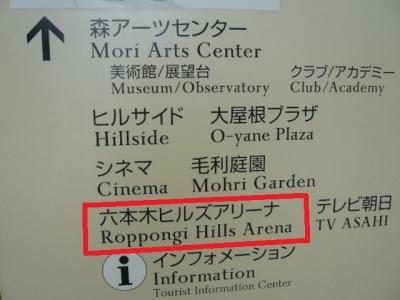 森アーツセンター
Mori Arts Center
美術館/展望台 クラブ/アカデミー
Museum/Observatory Club/Academy
ヒルサイド 大屋根プラザ
Hillside O-yane Plaza
シネマ 毛利庭園
Cinema Mohri Garden
六本木ヒルズアリーナ テレビ朝日
Roppongi Hills Arena TV ASAHI
i インフォメーション
Information
Tourist Information Center